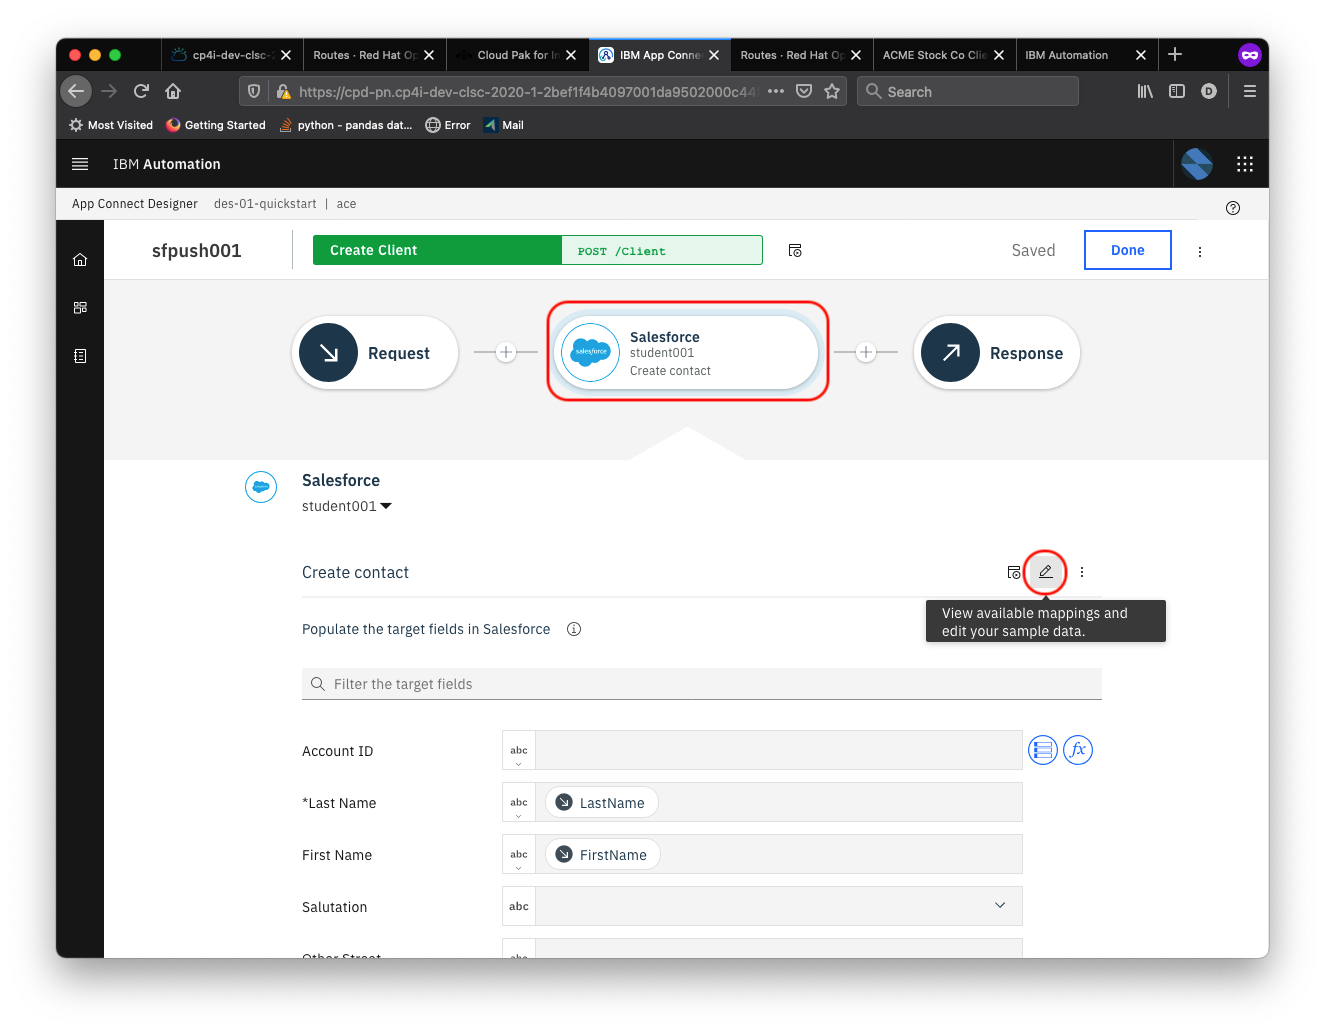 cp4i-dev-clsc-2
Routes · Red Hat Op
Cloud Pak for In
IBM App Conne
Routes · Red Hat Op
ACME Stock Co Clie
IBM Automation
https://cpd-pn.cp4i-dev-clsc-2020-1-2bef1f4b4097001da9502000c44
Search
D
Most Visited
Getting Started
python - pandas dat...
Error
Mail
IBM Automation
App Connect Designer
des-01-quickstart | ace
sfpush001
Create Client
POST /Client
Saved
Done
Request
salesforce
Salesforce
student001
Create contact
Response
Salesforce
student001
Create contact
View available mappings and
edit your sample data.
Populate the target fields in Salesforce
Filter the target fields
Account ID
abc
fx
*Last Name
abc
LastName
First Name
abc
FirstName
Salutation
abc
Other Street
abc